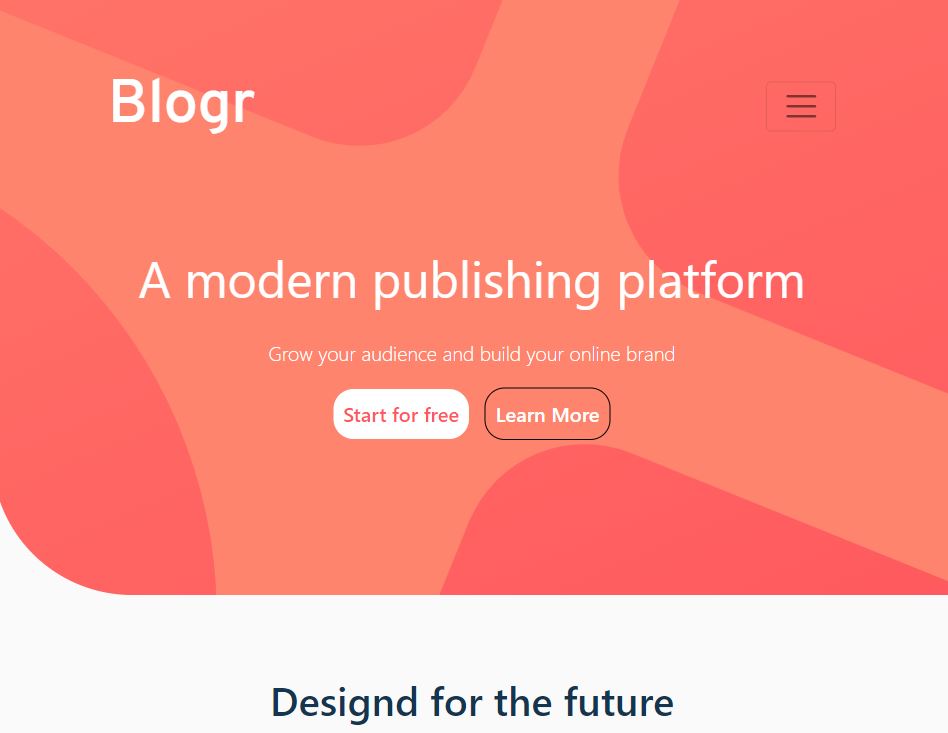 Blogr
A modern publishing platform
Grow your audience and build your online brand
Start for free Learn More
Designd for the future